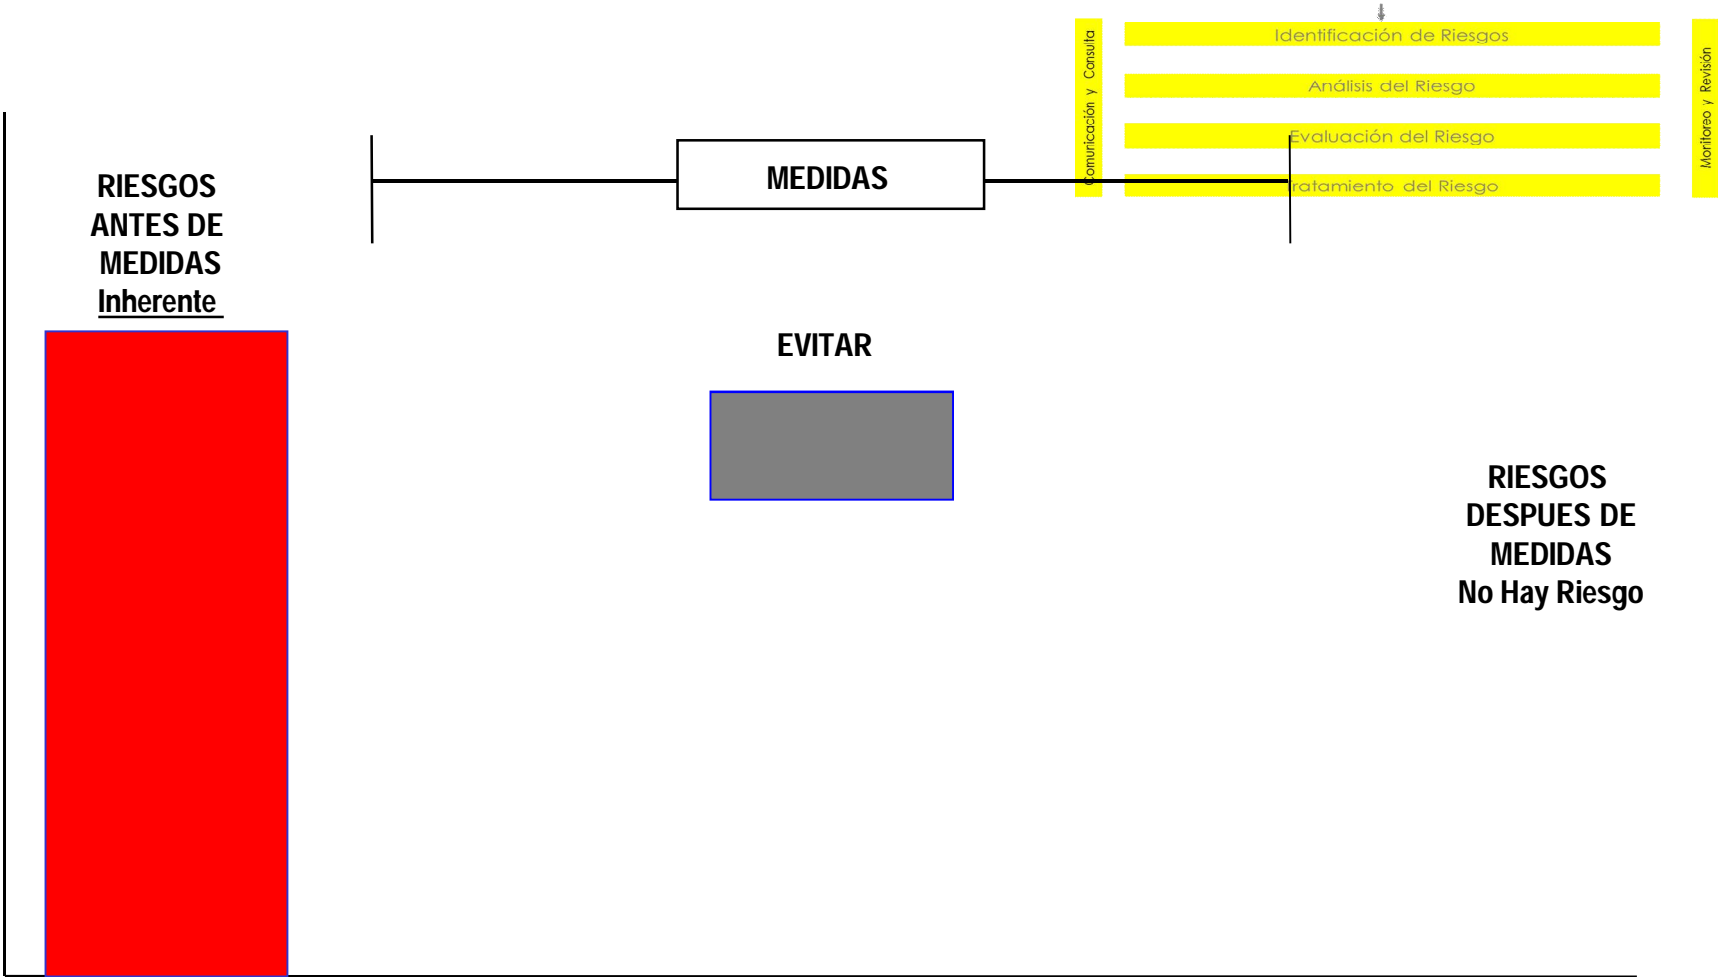 Identificación de Riesgos
Comunicación y Consulta
Monitoreo y Revisión
Análisis del Riesgo
Evaluación del Riesgo
Tratamiento del Riesgo
MEDIDAS
RIESGOS
ANTES DE
MEDIDAS
Inherente
EVITAR
RIESGOS
DESPUES DE
MEDIDAS
No Hay Riesgo